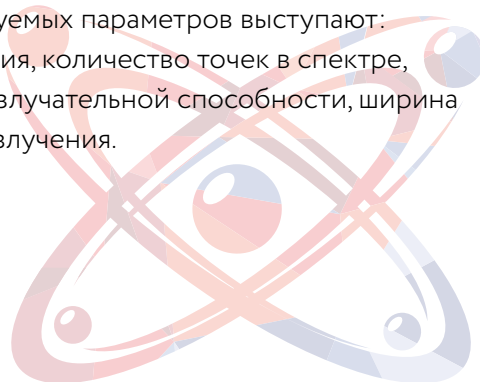 уемых параметров выступают:
ия, количество точек в спектре,
злучательной способности, ширина
злучения.